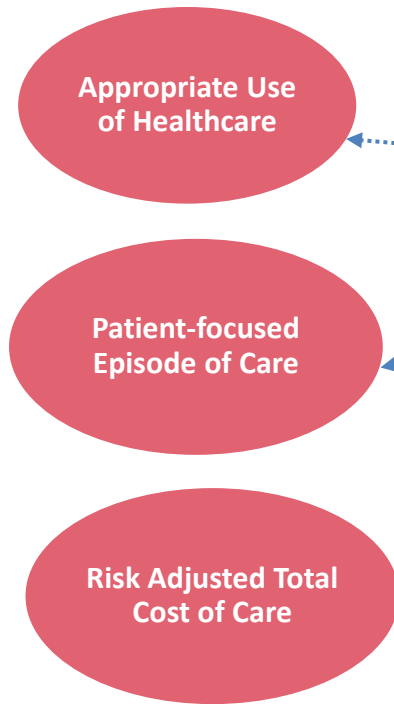 Appropriate Use
of Healthcare
Patient-focused
Episode of Care
Risk Adjusted Total
Cost of Care